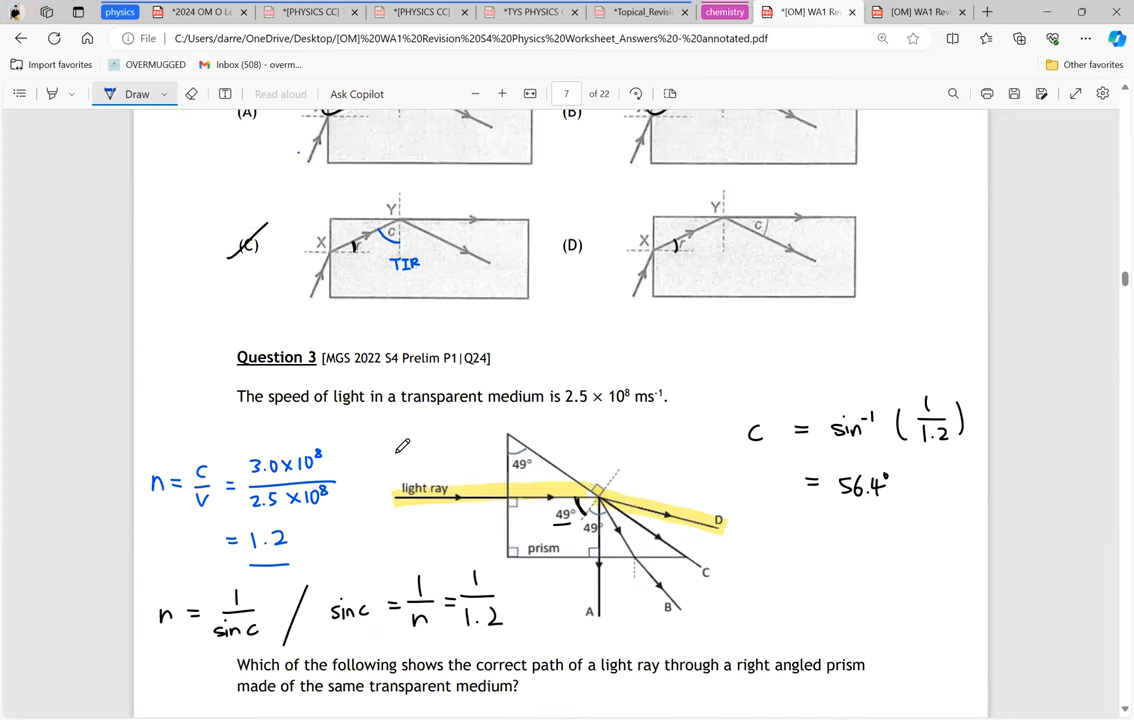 physics
*2024 OM O Le
*[PHYSICS CC]
*[PHYSICS CC]
*TYS PHYSICS C
*Topical_Revis
chemistry
*[OM] WA1 R
[OM] WA1 Rev
File
C:/Users/darre/OneDrive/Desktop/[OM]%20WA1%20Revision%20S4%20Physics%20Worksheet_Answers%20-%20annotated.pdf
Import favorites
OVERMUGGED
Inbox (508) – overm...
Other favorites
Draw
Read aloud
Ask Copilot
7
of 22
(A)
(B)
(C)
X
r
Y
c
TIR
(D)
X
r
Y
c
Question 3 [MGS 2022 S4 Prelim P1|Q24]
The speed of light in a transparent medium is 2.5 × 10⁸ ms⁻¹.
n = c/v = 3.0 × 10⁸ / 2.5 × 10⁸
= 1.2
n = 1/sin c / sin c = 1/n = 1/1.2
c = sin⁻¹ (1/1.2)
= 56.4°
49°
light ray
49°
49°
prism
D
C
B
A
Which of the following shows the correct path of a light ray through a right angled prism
made of the same transparent medium?